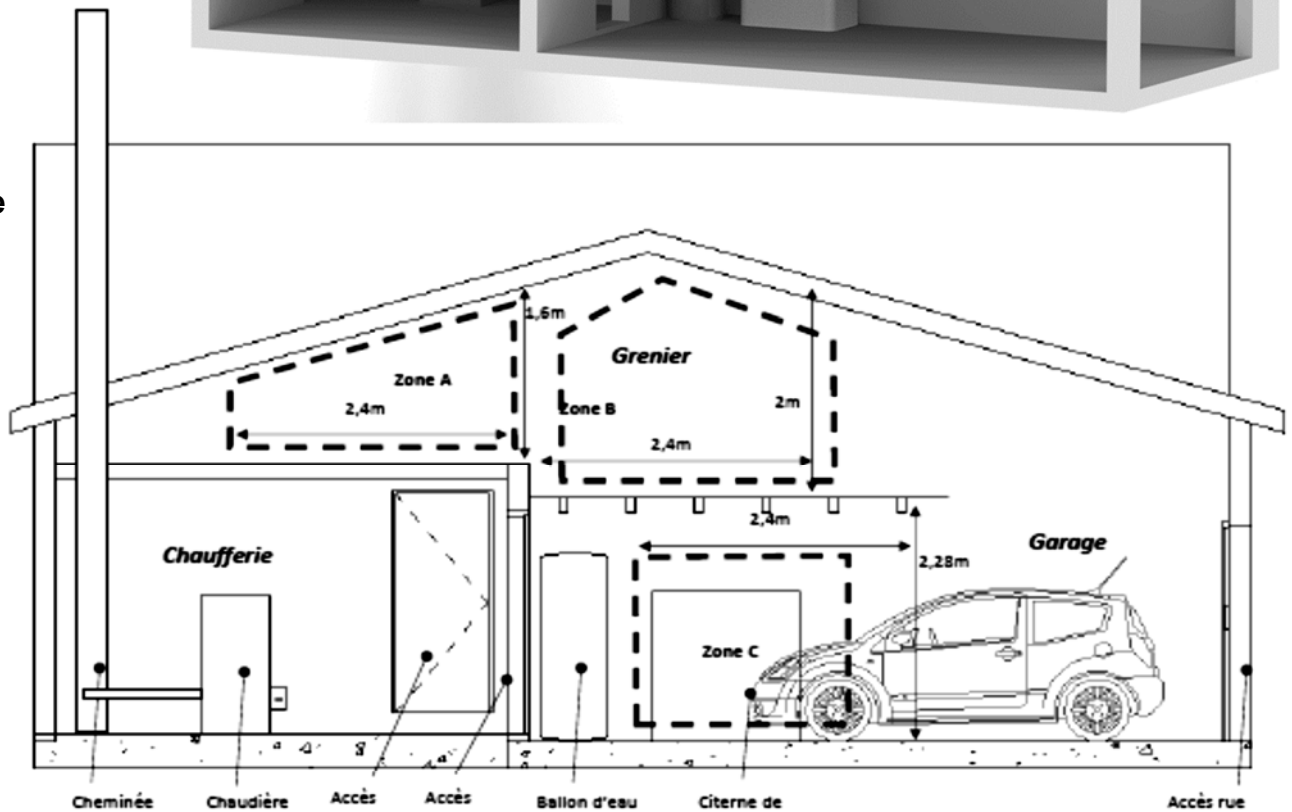 e
1,6m
Grenier
Zone A
2,4m
Zone B
2m
2,4m
2,4m
Chaufferie
Garage
2,28m
Zone C
Cheminée
Chaudière
Accès
Accès
Ballon d'eau
Citerne de
Accès rue